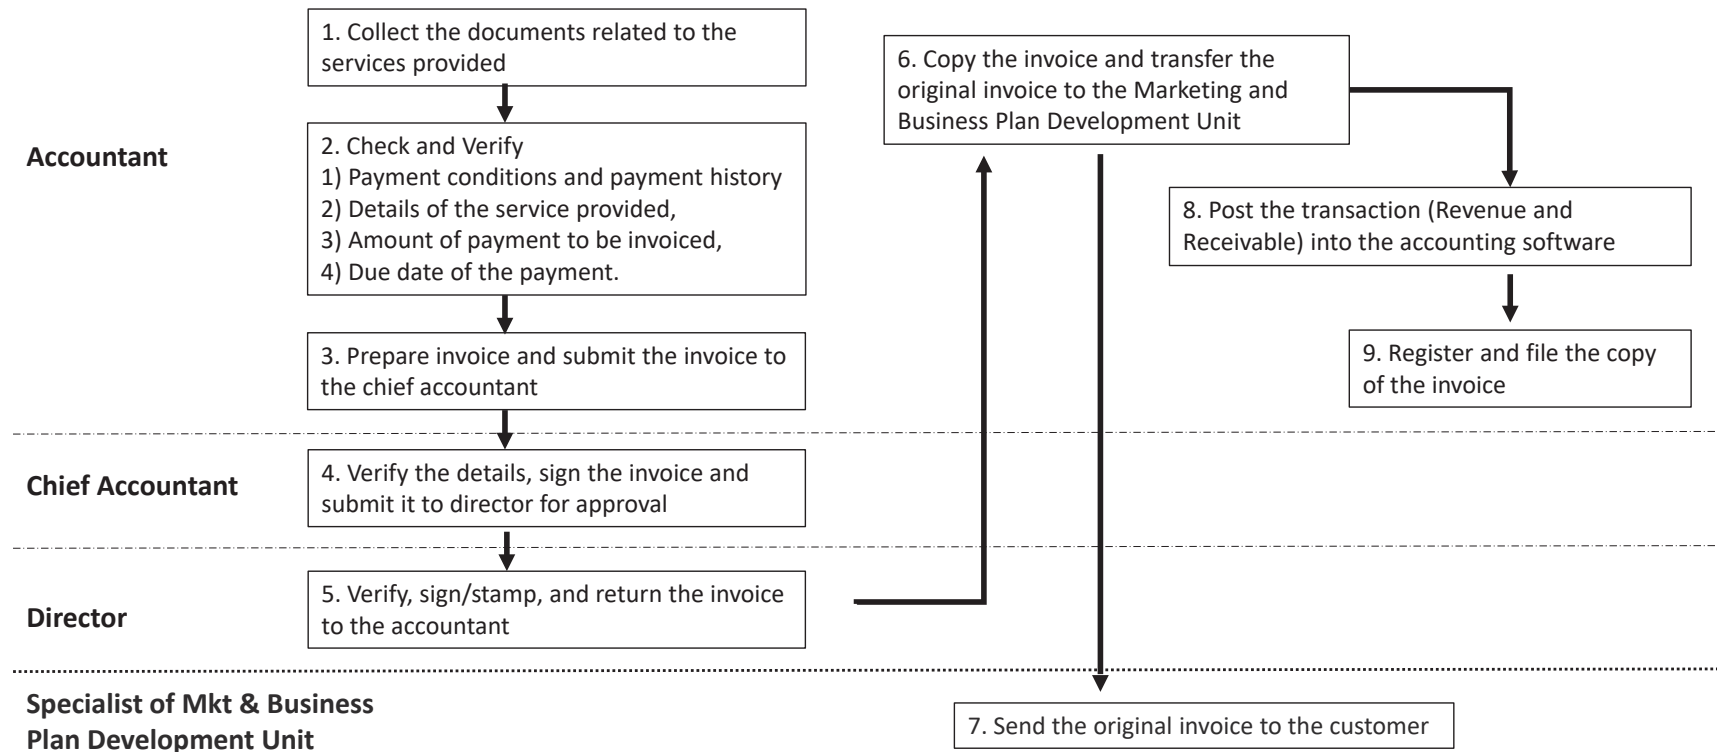 1. Collect the documents related to the
services provided
Accountant
2. Check and Verify
1) Payment conditions and payment history
2) Details of the service provided,
3) Amount of payment to be invoiced,
4) Due date of the payment.
3. Prepare invoice and submit the invoice to
the chief accountant
Chief Accountant
4. Verify the details, sign the invoice and
submit it to director for approval
Director
5. Verify, sign/stamp, and return the invoice
to the accountant
6. Copy the invoice and transfer the
original invoice to the Marketing and
Business Plan Development Unit
Specialist of Mkt & Business
Plan Development Unit
7. Send the original invoice to the customer
8. Post the transaction (Revenue and
Receivable) into the accounting software
9. Register and file the copy
of the invoice